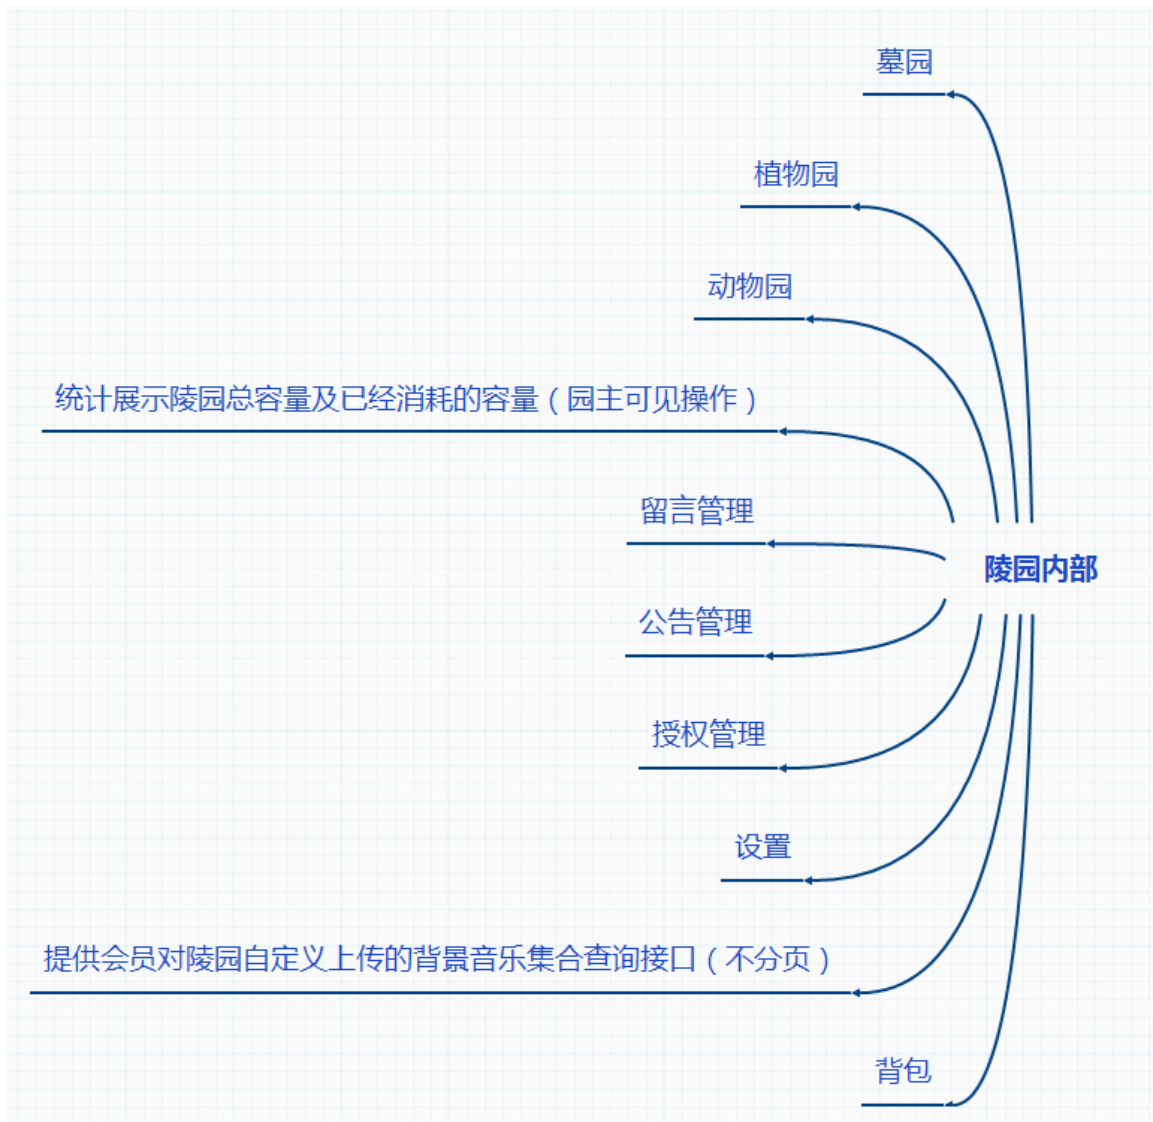 墓园
植物园
动物园
统计展示陵园总容量及已经消耗的容量（园主可见操作）
留言管理
陵园内部
公告管理
授权管理
设置
提供会员对陵园自定义上传的背景音乐集合查询接口（不分页）
背包